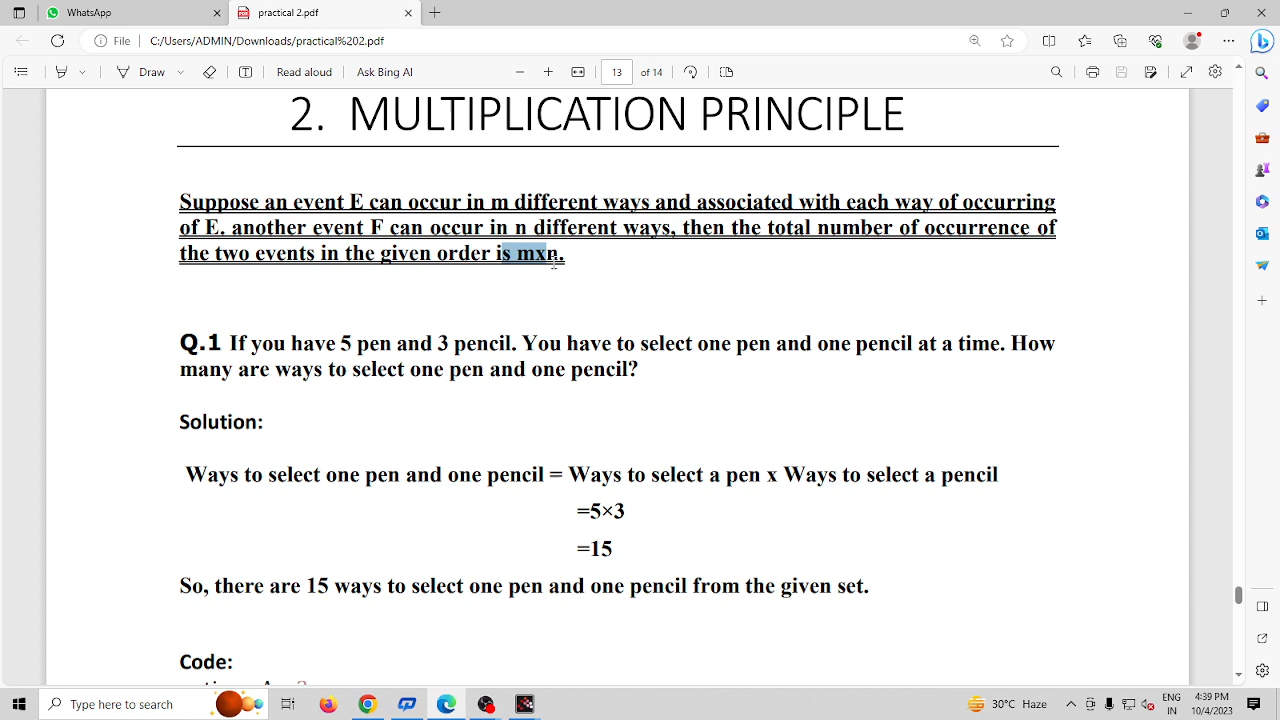 WhatsApp
practical 2.pdf
File C:/Users/ADMIN/Downloads/practical%202.pdf
Draw Read aloud Ask Bing AI 13 of 14
2. MULTIPLICATION PRINCIPLE
Suppose an event E can occur in m different ways and associated with each way of occurring
of E. another event F can occur in n different ways, then the total number of occurrence of
the two events in the given order is mxn.
Q.1 If you have 5 pen and 3 pencil. You have to select one pen and one pencil at a time. How
many are ways to select one pen and one pencil?
Solution:
Ways to select one pen and one pencil = Ways to select a pen x Ways to select a pencil
=5×3
=15
So, there are 15 ways to select one pen and one pencil from the given set.
Code:
Type here to search
30°C Haze
ENG
IN
4:39 PM
10/4/2023